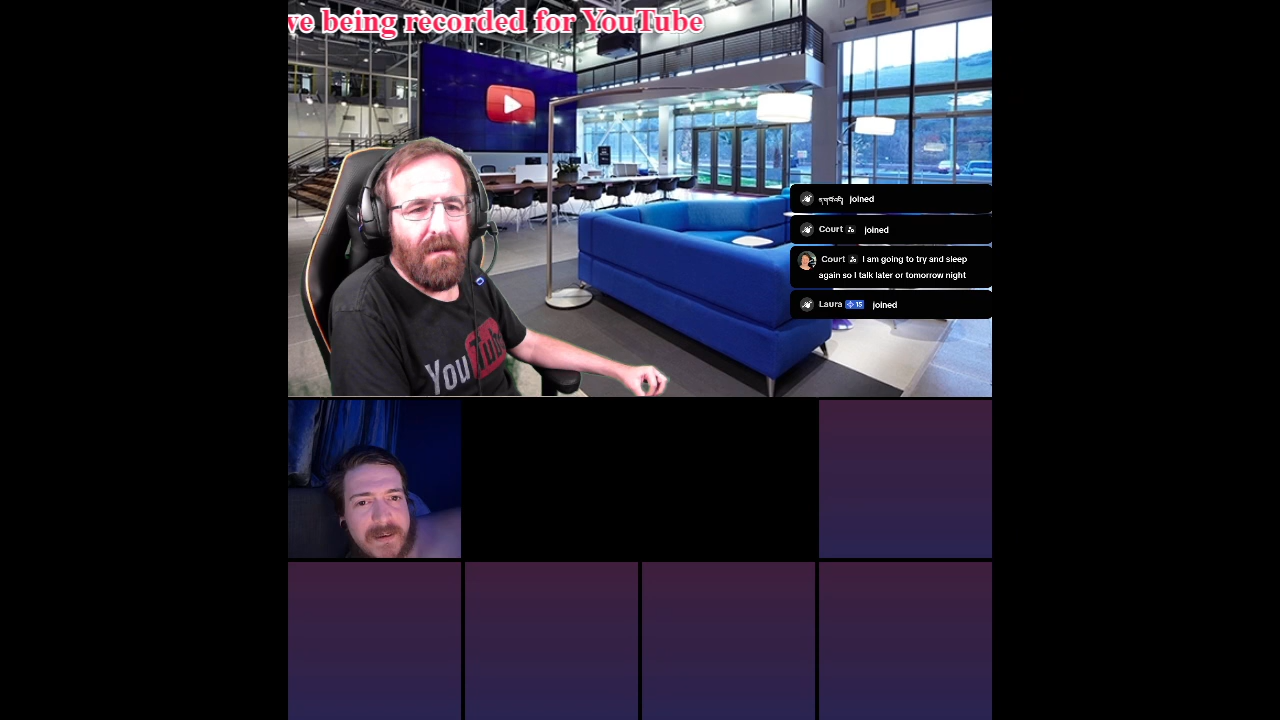 ve being recorded for YouTube
joined
Court joined
Court I am going to try and sleep
again so I talk later or tomorrow night
Laura 15 joined
YouTube